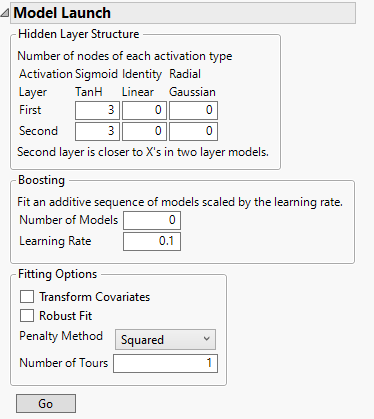 Model Launch
Hidden Layer Structure
Number of nodes of each activation type
Activation Sigmoid Identity Radial
Layer TanH Linear Gaussian
First 3 0 0
Second 3 0 0
Second layer is closer to X's in two layer models.
Boosting
Fit an additive sequence of models scaled by the learning rate.
Number of Models 0
Learning Rate 0.1
Fitting Options
Transform Covariates
Robust Fit
Penalty Method Squared
Number of Tours 1
Go